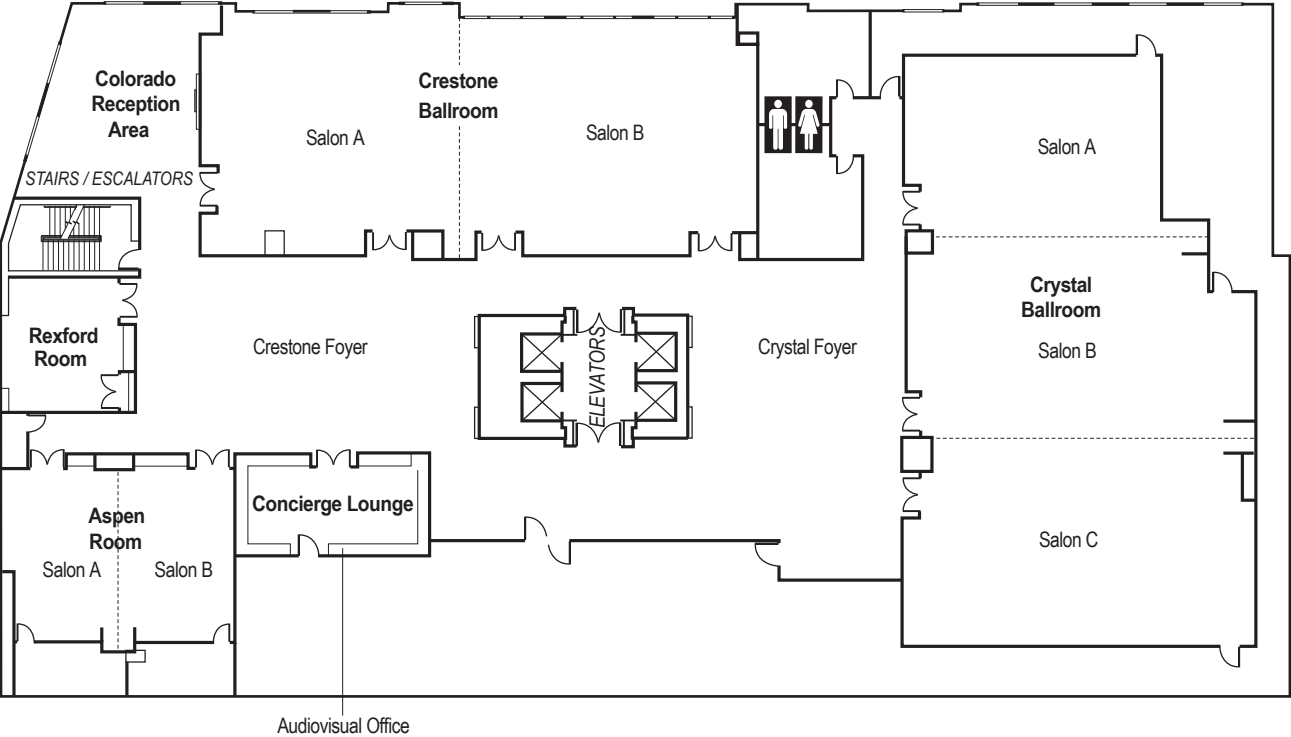 Colorado
Reception
Area
STAIRS / ESCALATORS
Crestone
Ballroom
Salon A
Salon B
Salon A
Crystal
Ballroom
Salon B
Rexford
Room
Crestone Foyer
ELEVATORS
Crystal Foyer
Aspen
Room
Salon A
Salon B
Concierge Lounge
Salon C
Audiovisual Office